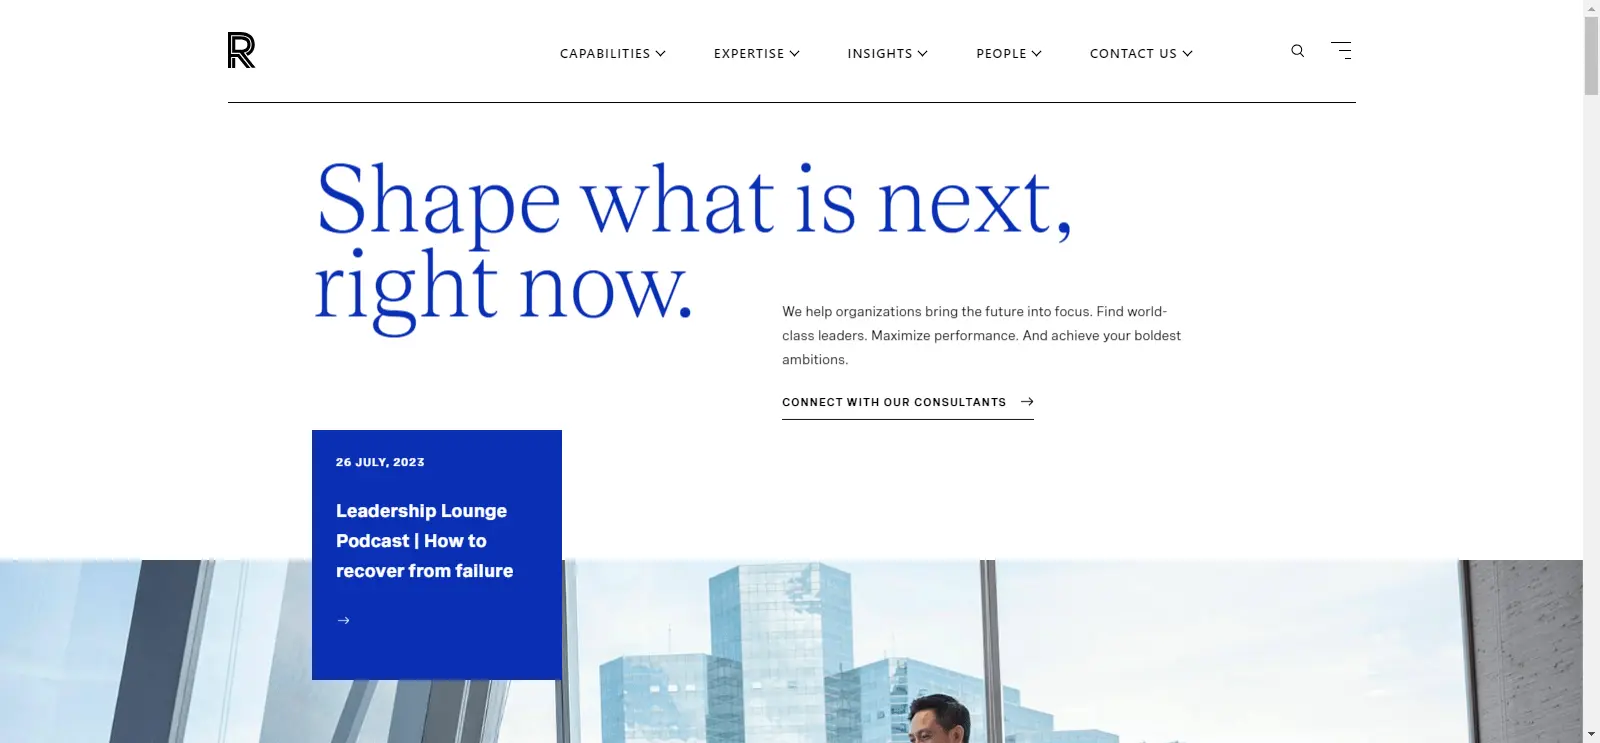 R
CAPABILITIES
EXPERTISE
INSIGHTS
PEOPLE
CONTACT US
Shape what is next,
right now.
We help organizations bring the future into focus. Find world-
class leaders. Maximize performance. And achieve your boldest
ambitions.
CONNECT WITH OUR CONSULTANTS
26 JULY, 2023
Leadership Lounge
Podcast | How to
recover from failure